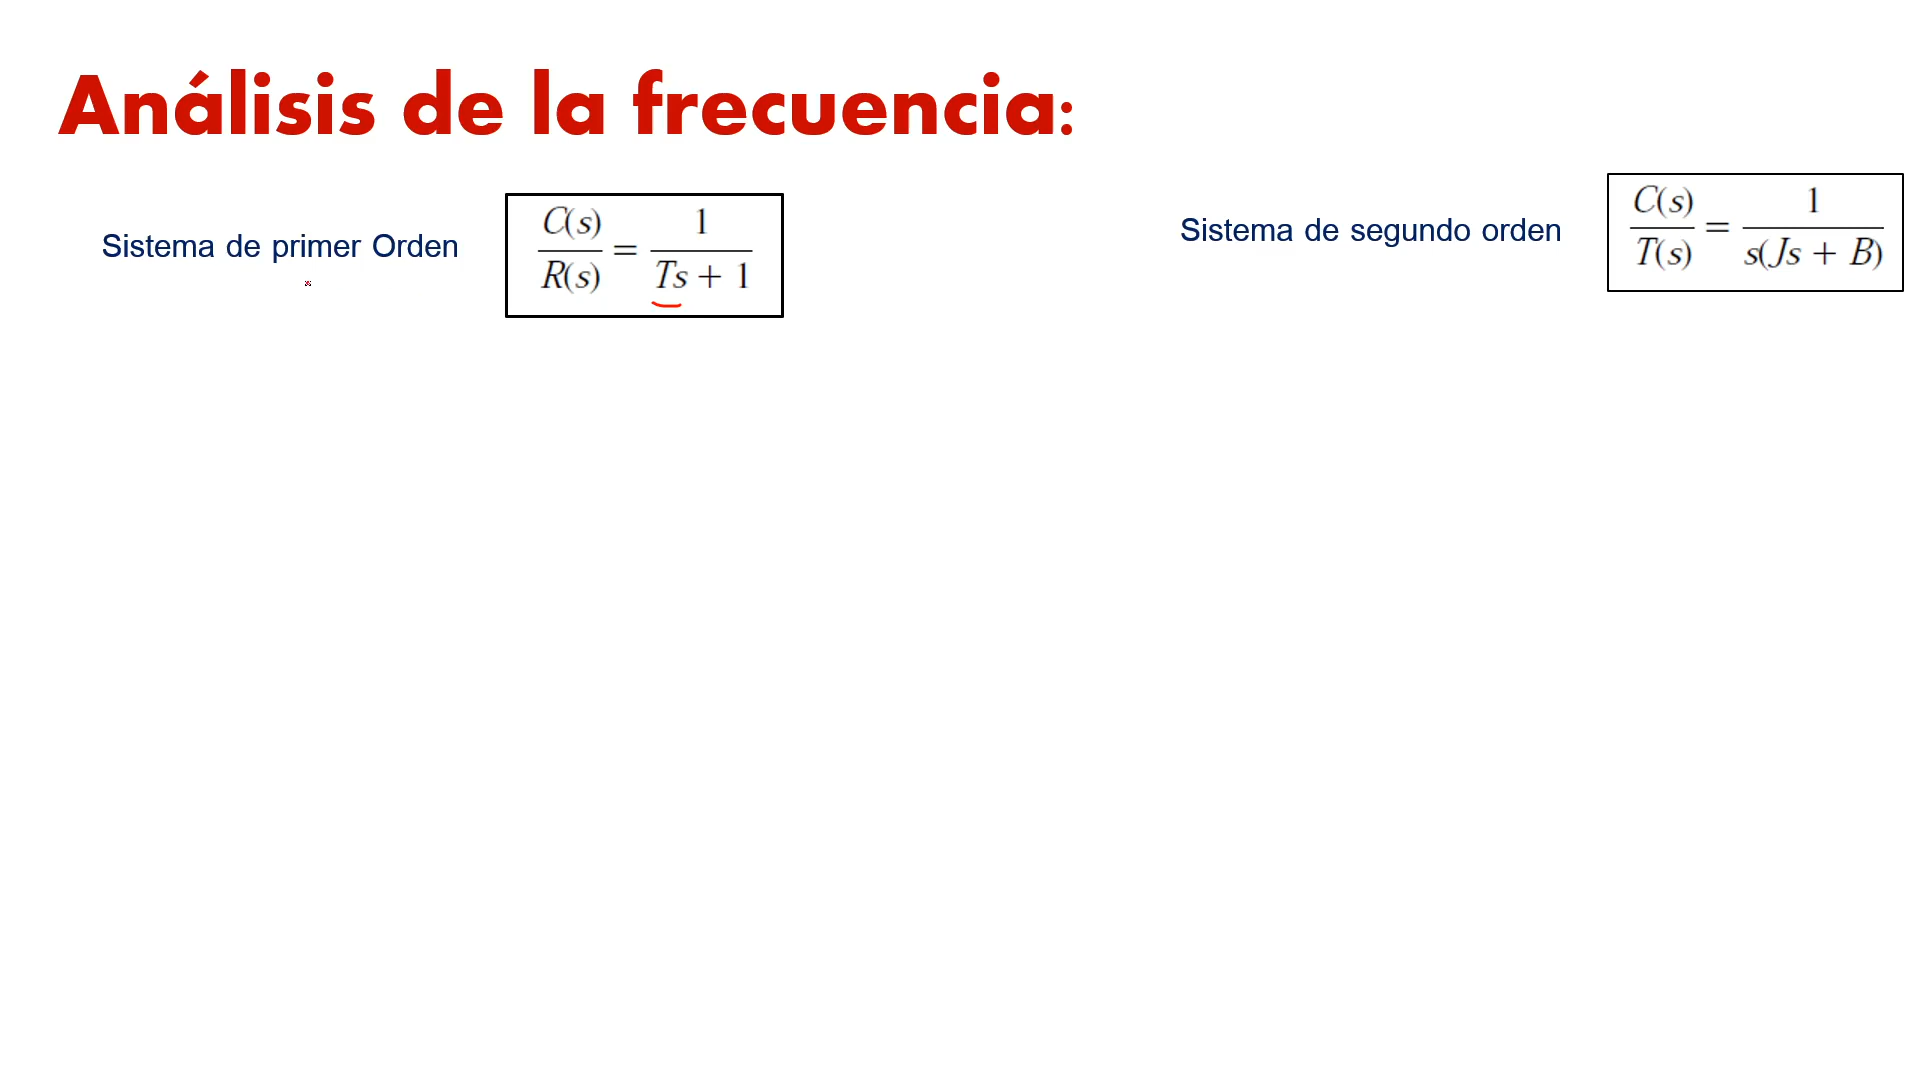 Análisis de la frecuencia:
Sistema de primer Orden
C(s)/R(s) = 1/(Ts + 1)
Sistema de segundo orden
C(s)/T(s) = 1/(s(Js + B))